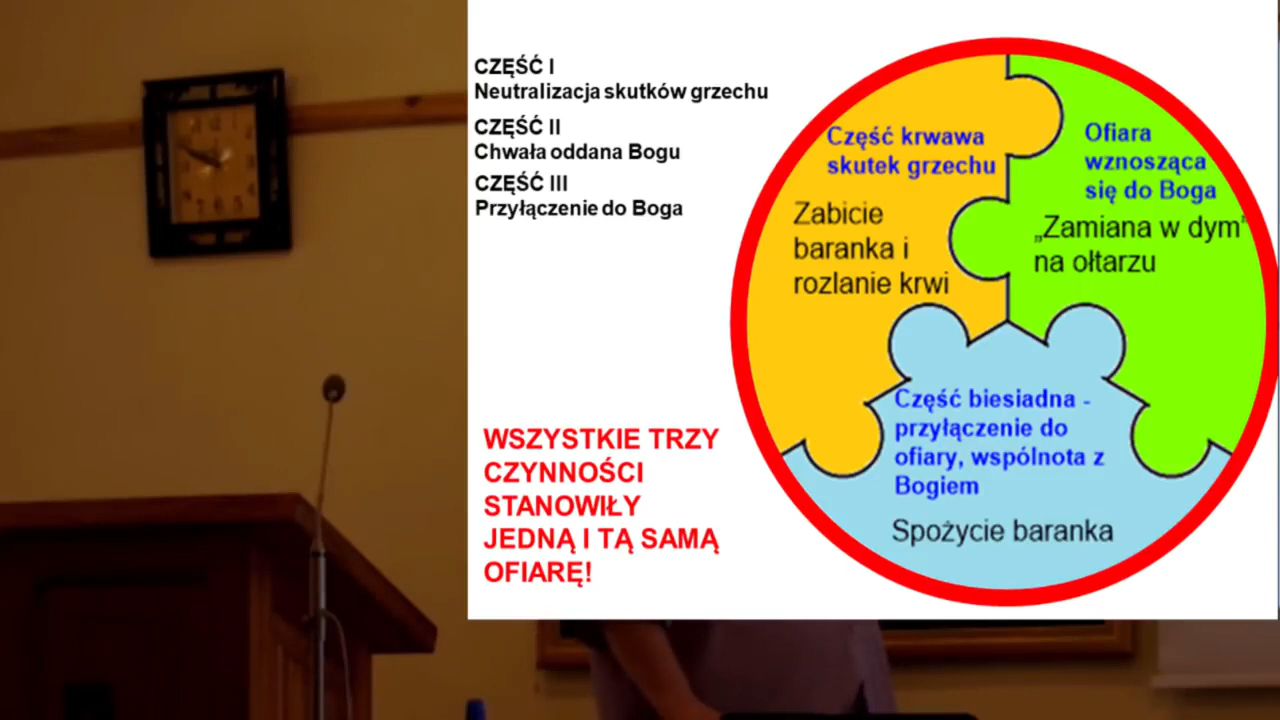 CZĘŚĆ I
Neutralizacja skutków grzechu
CZĘŚĆ II
Chwała oddana Bogu
CZĘŚĆ III
Przyłączenie do Boga
WSZYSTKIE TRZY
CZYNNOŚCI
STANOWIŁY
JEDNĄ I TĄ SAMĄ
OFIARĘ!
Część krwawa
skutek grzechu
Zabicie
baranka i
rozlanie krwi
Ofiara
wznosząca
się do Boga
„Zamiana w dym"
na ołtarzu
Część biesiadna -
przyłączenie do
ofiary, wspólnota z
Bogiem
Spożycie baranka